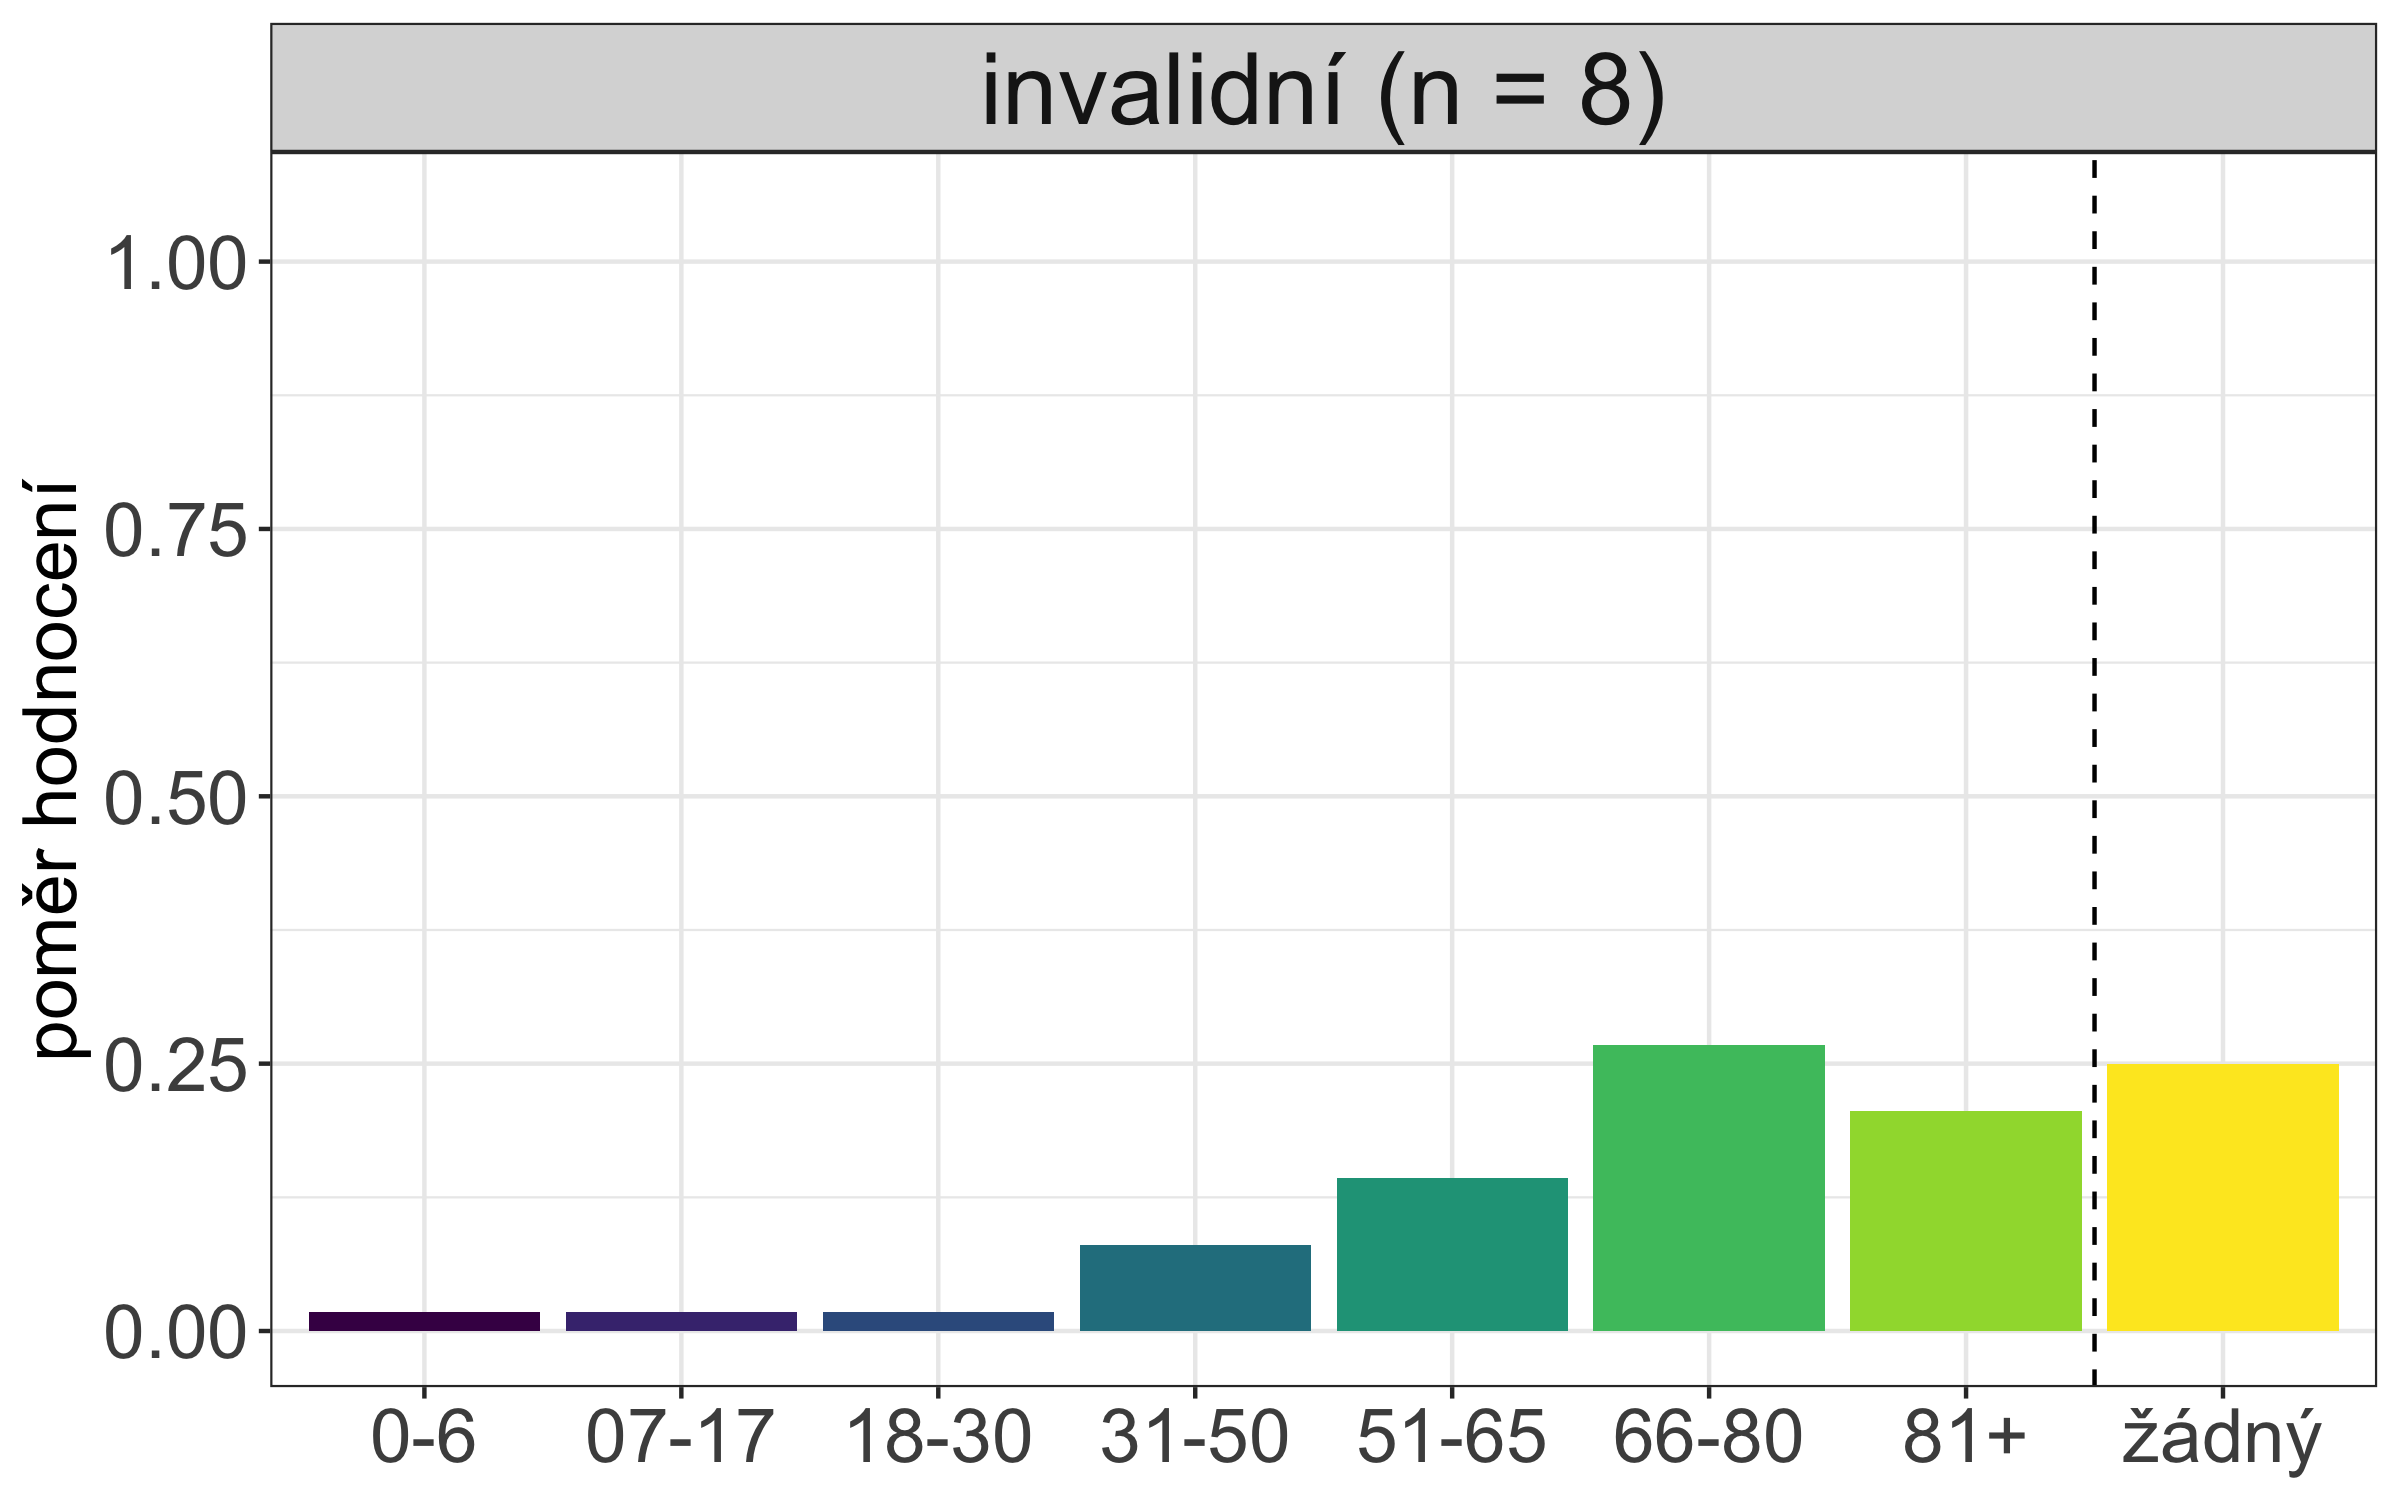 invalidní (n = 8)
poměr hodnocení
1.00
0.75
0.50
0.25
0.00
0-6 07-17 18-30 31-50 51-65 66-80 81+ žádný